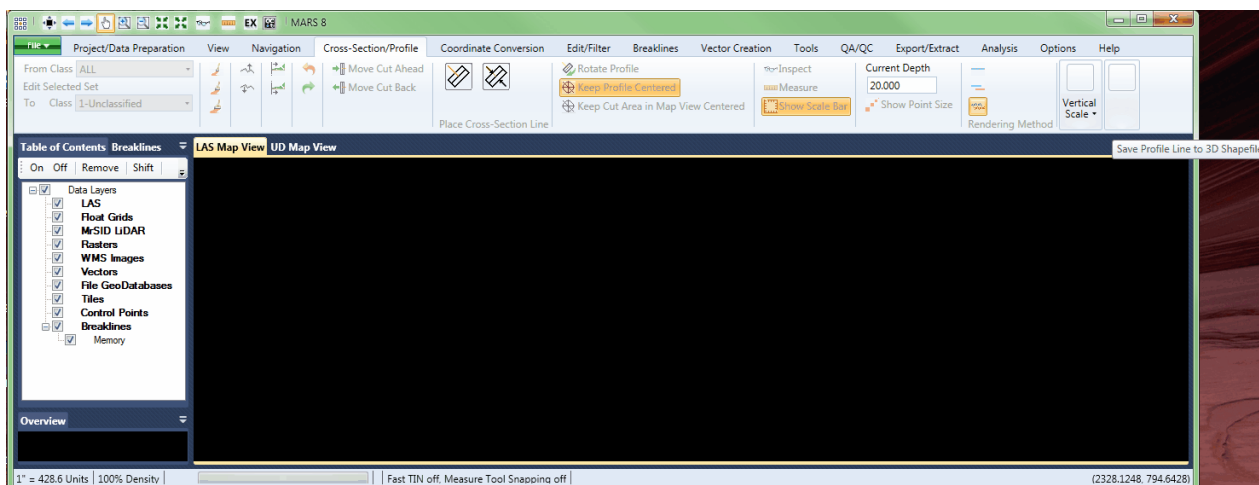 EX MARS 8
File Project/Data Preparation View Navigation Cross-Section/Profile Coordinate Conversion Edit/Filter Breaklines Vector Creation Tools QA/QC Export/Extract Analysis Options Help
From Class ALL
Edit Selected Set
To Class 1-Unclassified
Move Cut Ahead
Move Cut Back
Place Cross-Section Line
Rotate Profile
Keep Profile Centered
Keep Cut Area in Map View Centered
Inspect
Measure
Show Scale Bar
Current Depth
20.000
Show Point Size
Rendering Method
Vertical
Scale
Save Profile Line to 3D Shapefile
Table of Contents Breaklines
LAS Map View UD Map View
On Off Remove Shift
Data Layers
LAS
Float Grids
MrSID LiDAR
Rasters
WMS Images
Vectors
File GeoDatabases
Tiles
Control Points
Breaklines
Memory
Overview
1" = 428.6 Units 100% Density Fast TIN off, Measure Tool Snapping off (2328.1248, 794.6428)